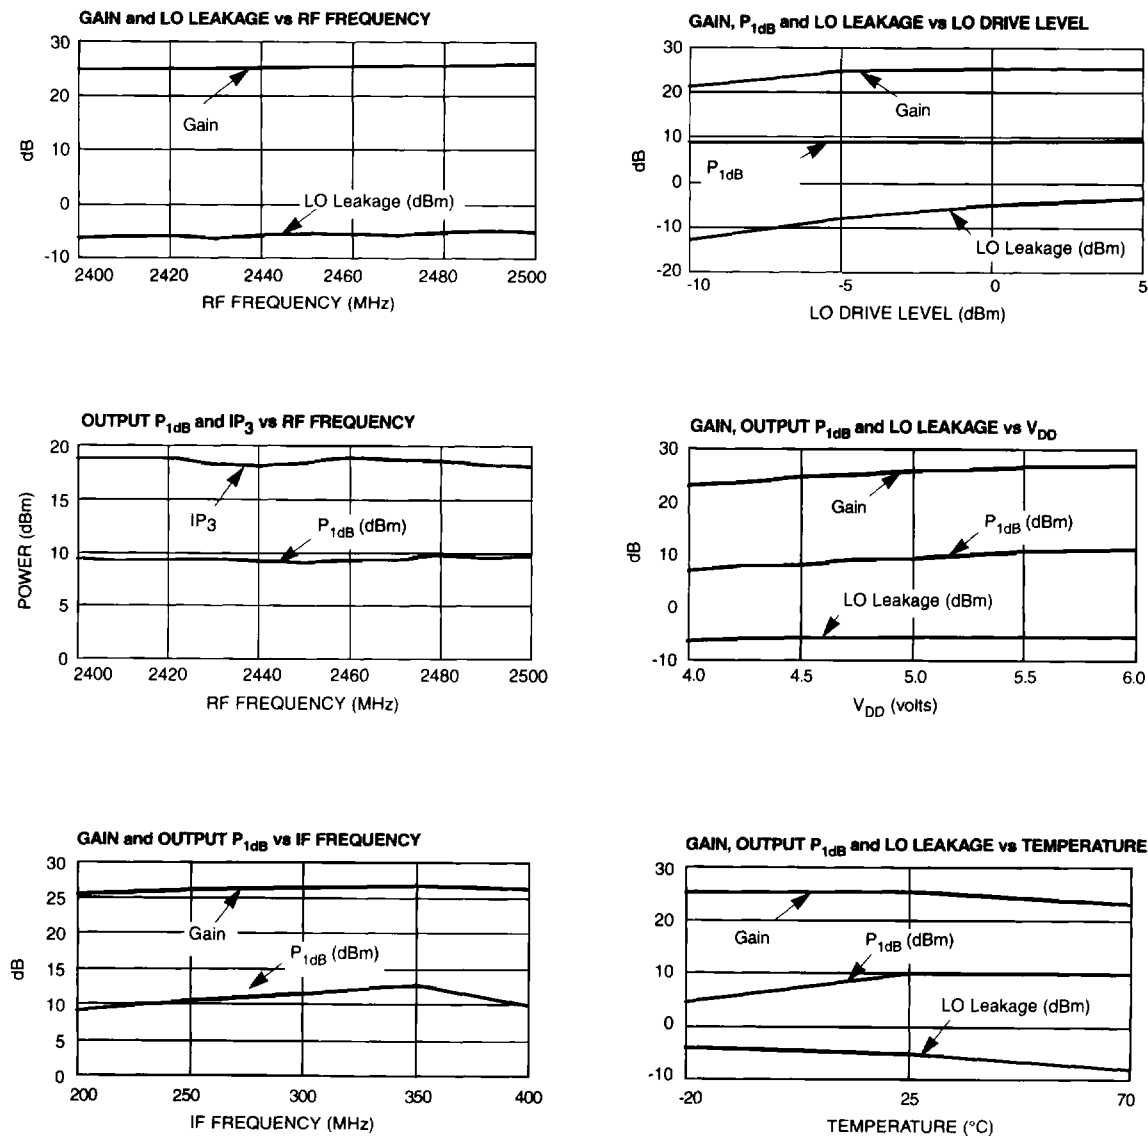 GAIN and LO LEAKAGE vs RF FREQUENCY
30
20
10
0
-10
dB
Gain
LO Leakage (dBm)
2400 2420 2440 2460 2480 2500
RF FREQUENCY (MHz)
GAIN, P1dB and LO LEAKAGE vs LO DRIVE LEVEL
30
20
10
0
-10
-20
dB
Gain
P1dB
LO Leakage (dBm)
-10 -5 0 5
LO DRIVE LEVEL (dBm)
OUTPUT P1dB and IP3 vs RF FREQUENCY
20
15
10
5
0
POWER (dBm)
IP3
P1dB (dBm)
2400 2420 2440 2460 2480 2500
RF FREQUENCY (MHz)
GAIN, OUTPUT P1dB and LO LEAKAGE vs VDD
30
20
10
0
-10
dB
Gain
P1dB (dBm)
LO Leakage (dBm)
4.0 4.5 5.0 5.5 6.0
VDD (volts)
GAIN and OUTPUT P1dB vs IF FREQUENCY
30
25
20
15
10
5
0
dB
Gain
P1dB (dBm)
200 250 300 350 400
IF FREQUENCY (MHz)
GAIN, OUTPUT P1dB and LO LEAKAGE vs TEMPERATURE
30
20
10
0
-10
dB
Gain
P1dB (dBm)
LO Leakage (dBm)
-20 25 70
TEMPERATURE (°C)